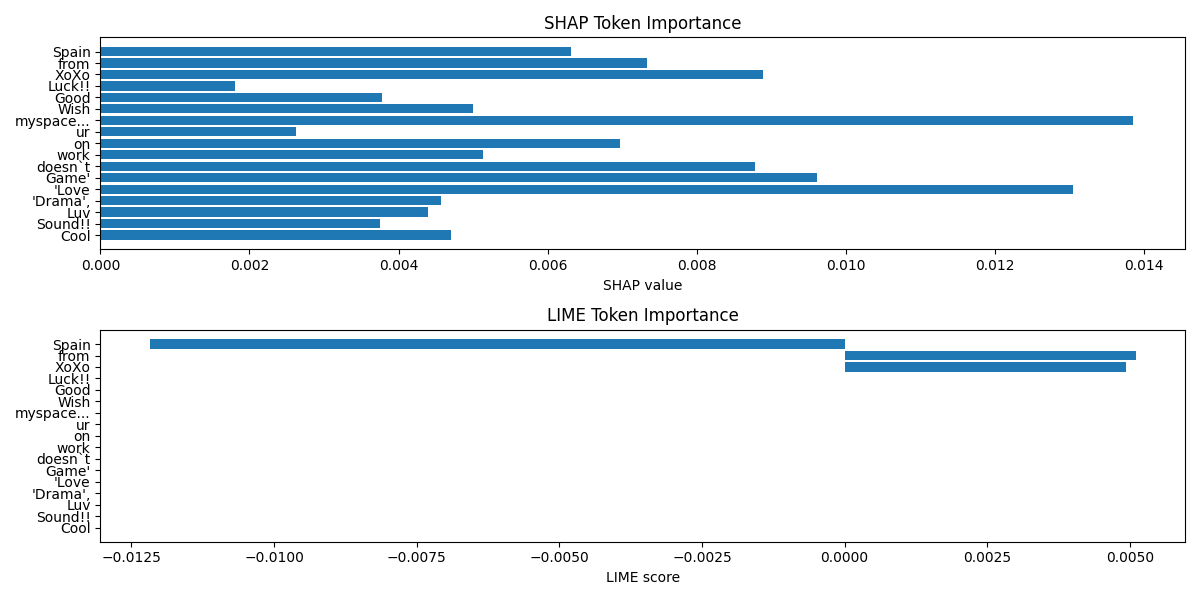 SHAP Token Importance
Spain
from
XoXo
Luck!!
Good
Wish
myspace...
ur
on
work
doesn`t
Game'
'Love
'Drama',
Luv
Sound!!
Cool
0.000 0.002 0.004 0.006 0.008 0.010 0.012 0.014
SHAP value
LIME Token Importance
Spain
from
XoXo
Luck!!
Good
Wish
myspace...
ur
on
work
doesn`t
Game'
'Love
'Drama',
Luv
Sound!!
Cool
−0.0125 −0.0100 −0.0075 −0.0050 −0.0025 0.0000 0.0025 0.0050
LIME score